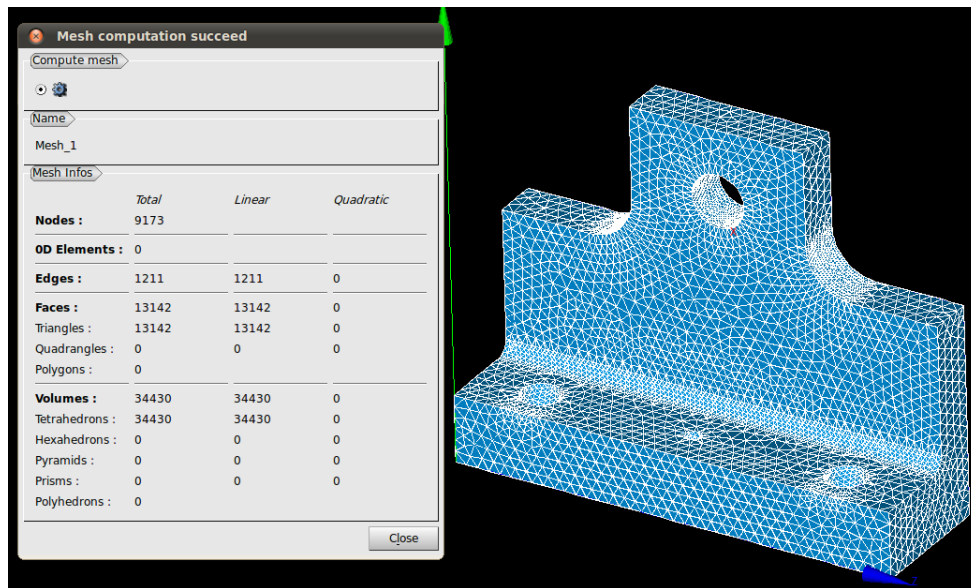 Mesh computation succeed
Compute mesh
Name
Mesh_1
Mesh Infos
Total Linear Quadratic
Nodes : 9173
0D Elements : 0
Edges : 1211 1211 0
Faces : 13142 13142 0
Triangles : 13142 13142 0
Quadrangles : 0 0 0
Polygons : 0
Volumes : 34430 34430 0
Tetrahedrons : 34430 34430 0
Hexahedrons : 0 0 0
Pyramids : 0 0 0
Prisms : 0 0 0
Polyhedrons : 0
Close